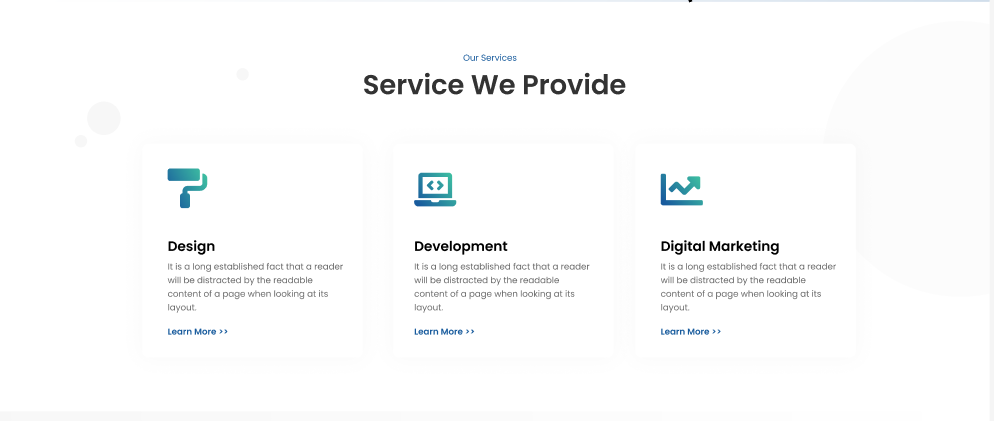 Our Services
Service We Provide
Design
It is a long established fact that a reader
will be distracted by the readable
content of a page when looking at its
layout.
Learn More >>
Development
It is a long established fact that a reader
will be distracted by the readable
content of a page when looking at its
layout.
Learn More >>
Digital Marketing
It is a long established fact that a reader
will be distracted by the readable
content of a page when looking at its
layout.
Learn More >>